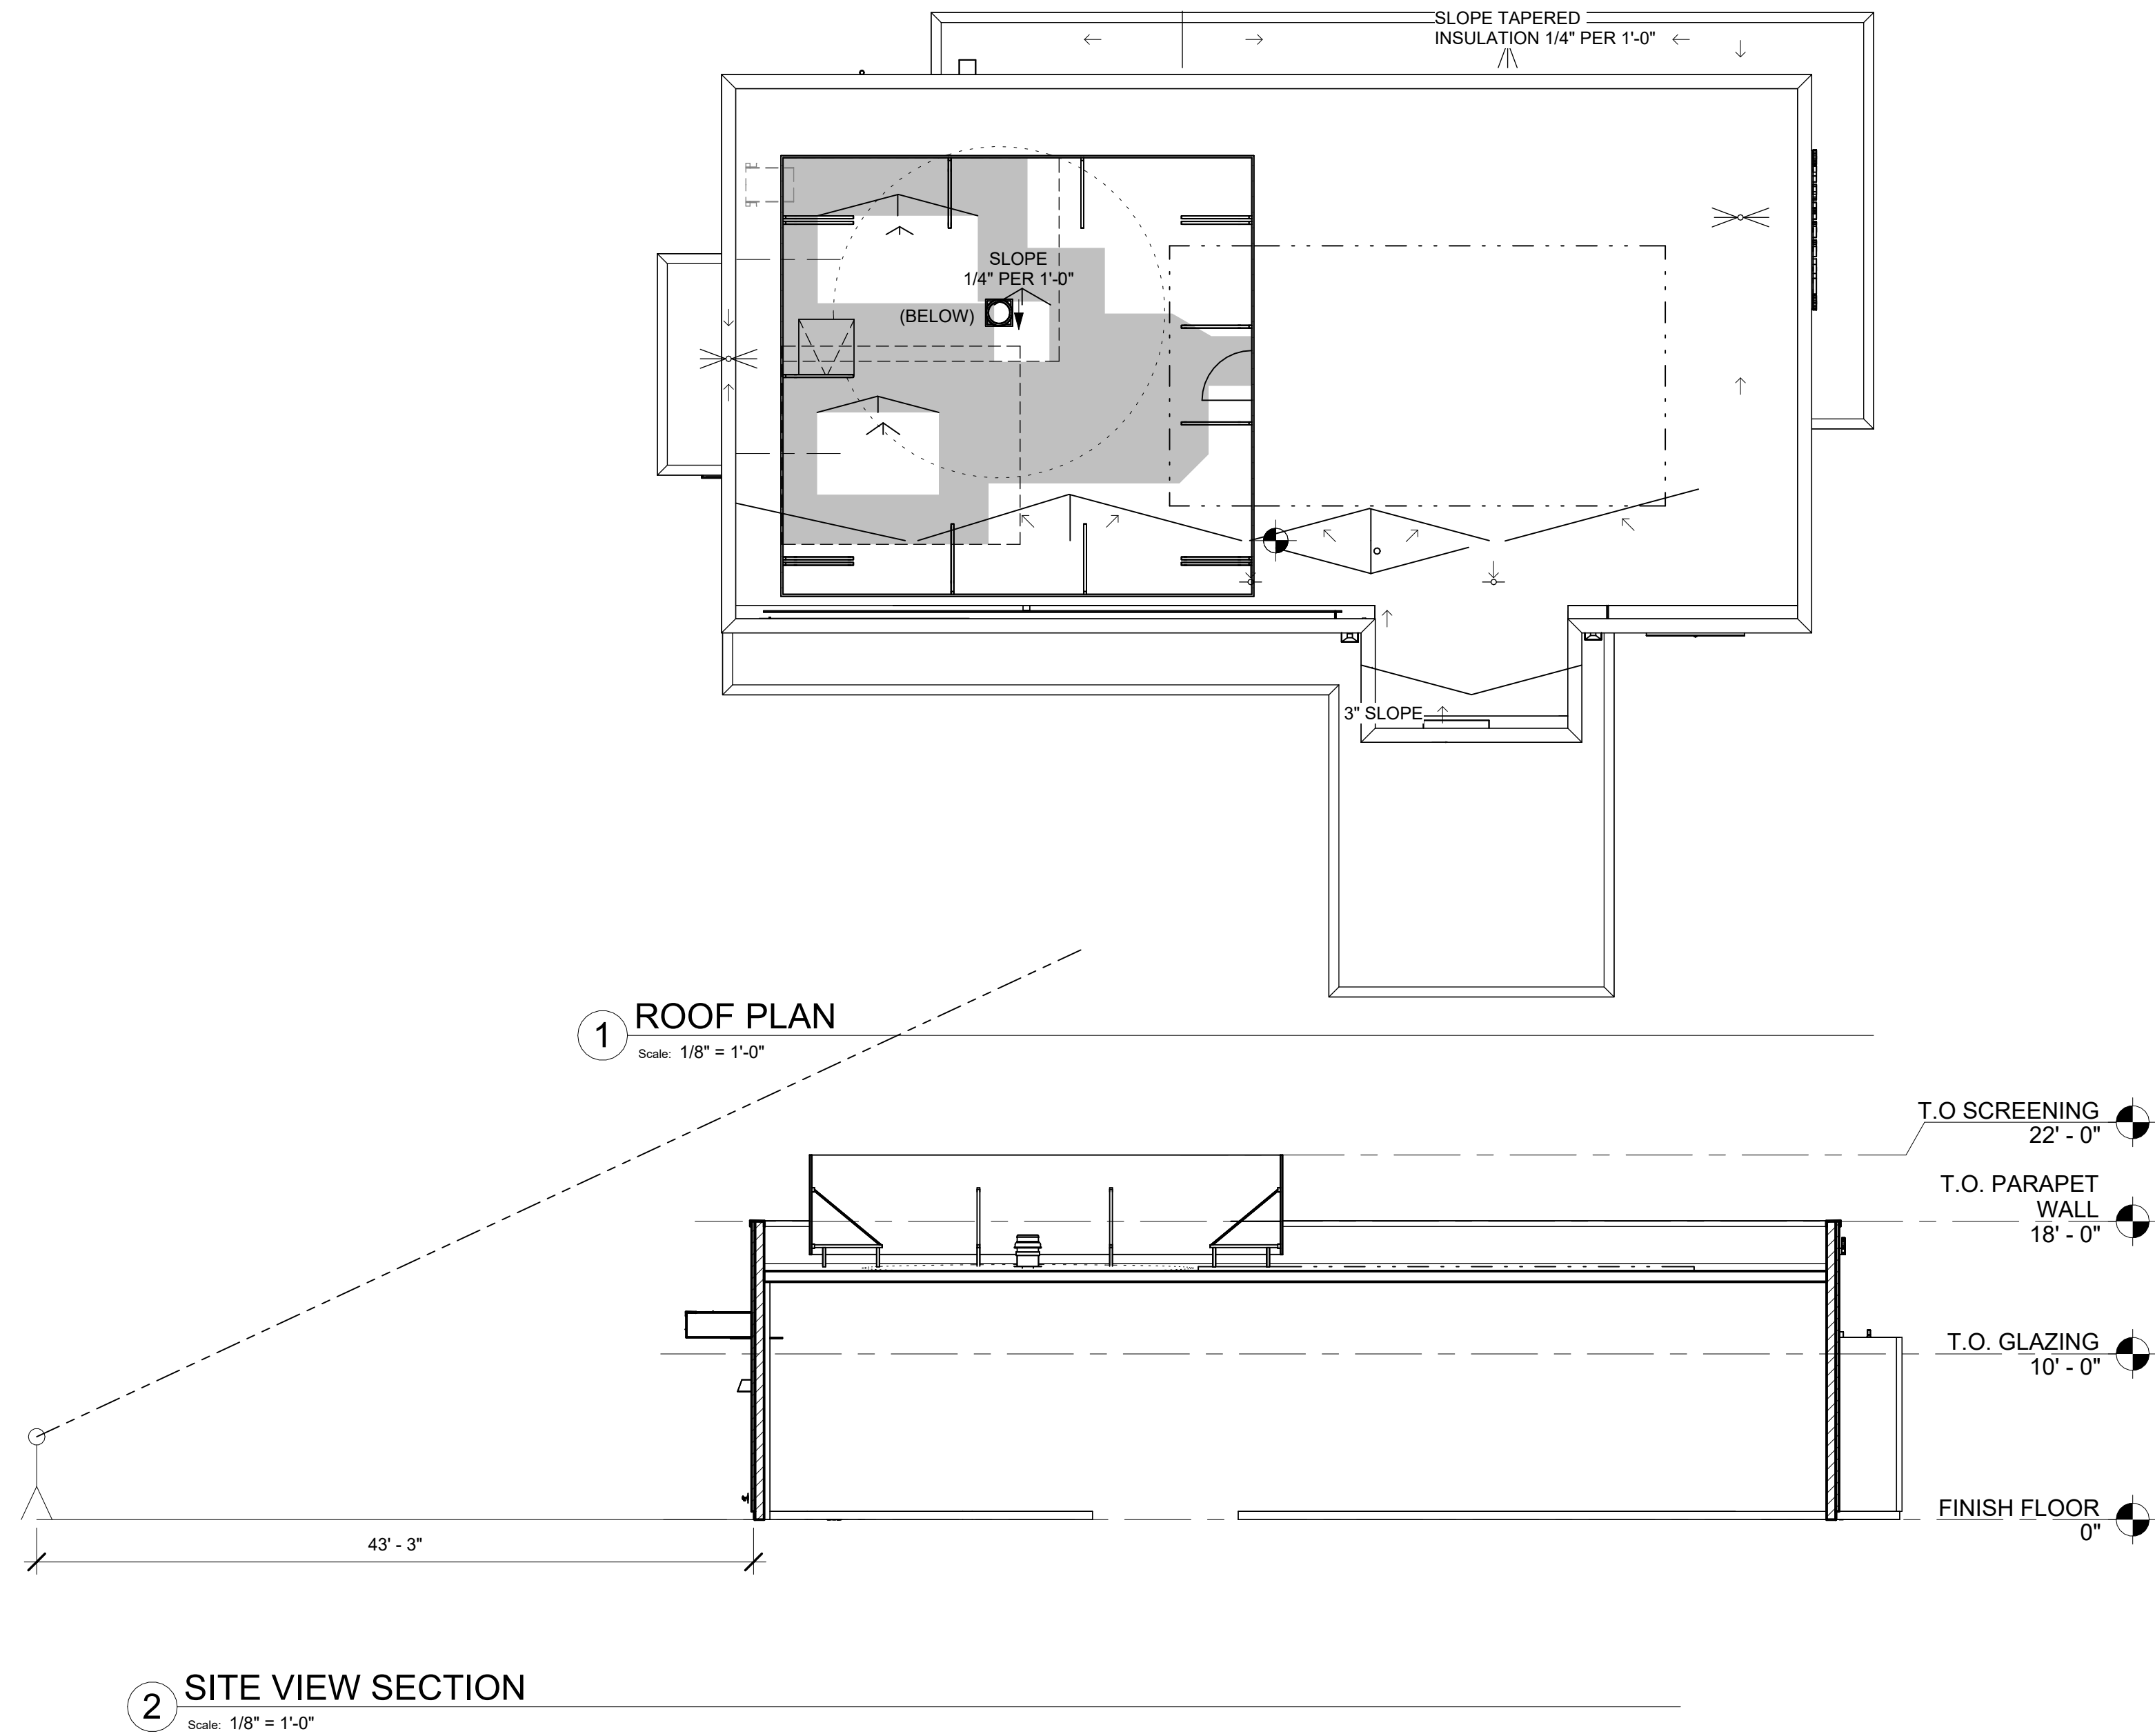 SLOPE TAPERED
INSULATION 1/4" PER 1'-0"
SLOPE
1/4" PER 1'-0"
(BELOW)
3" SLOPE
1
ROOF PLAN
Scale: 1/8" = 1'-0"
T.O SCREENING
22' - 0"
T.O. PARAPET
WALL
18' - 0"
T.O. GLAZING
10' - 0"
FINISH FLOOR
0"
43' - 3"
2
SITE VIEW SECTION
Scale: 1/8" = 1'-0"